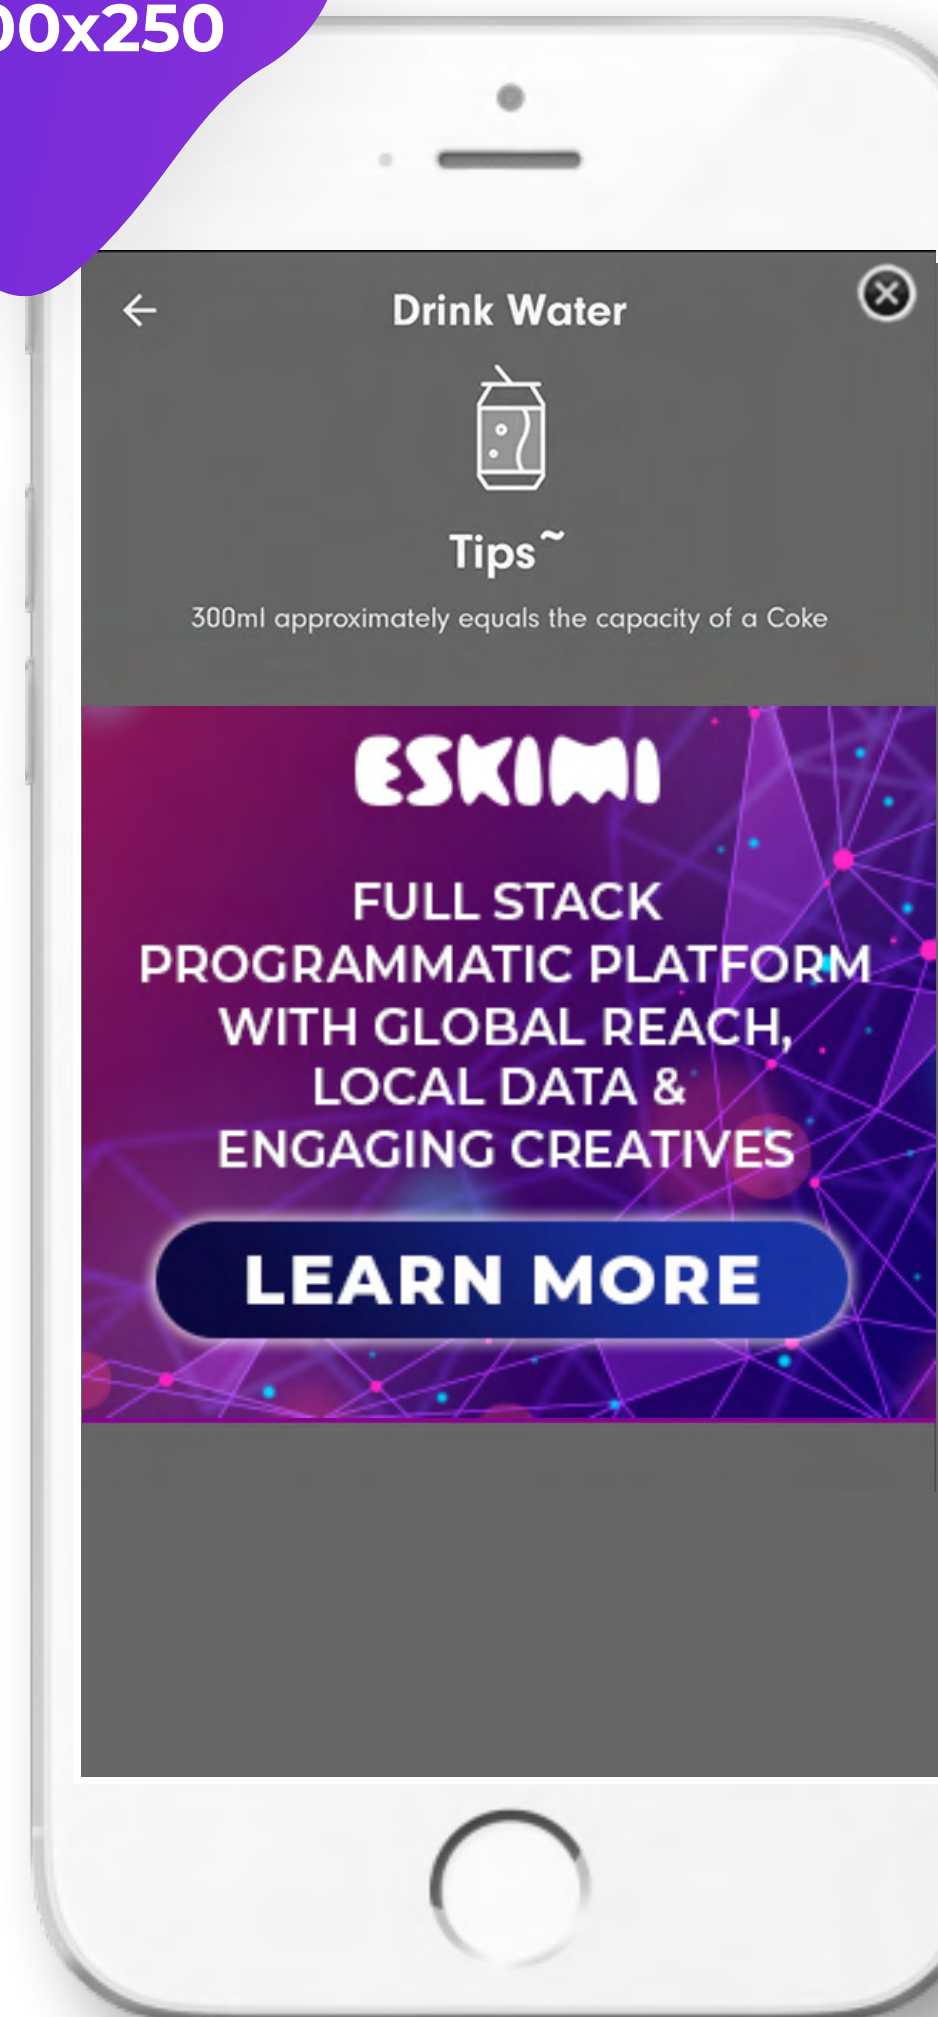 00x250
Drink Water
Tips~
300ml approximately equals the capacity of a Coke
ESKIMI
FULL STACK
PROGRAMMATIC PLATFORM
WITH GLOBAL REACH,
LOCAL DATA &
ENGAGING CREATIVES
LEARN MORE